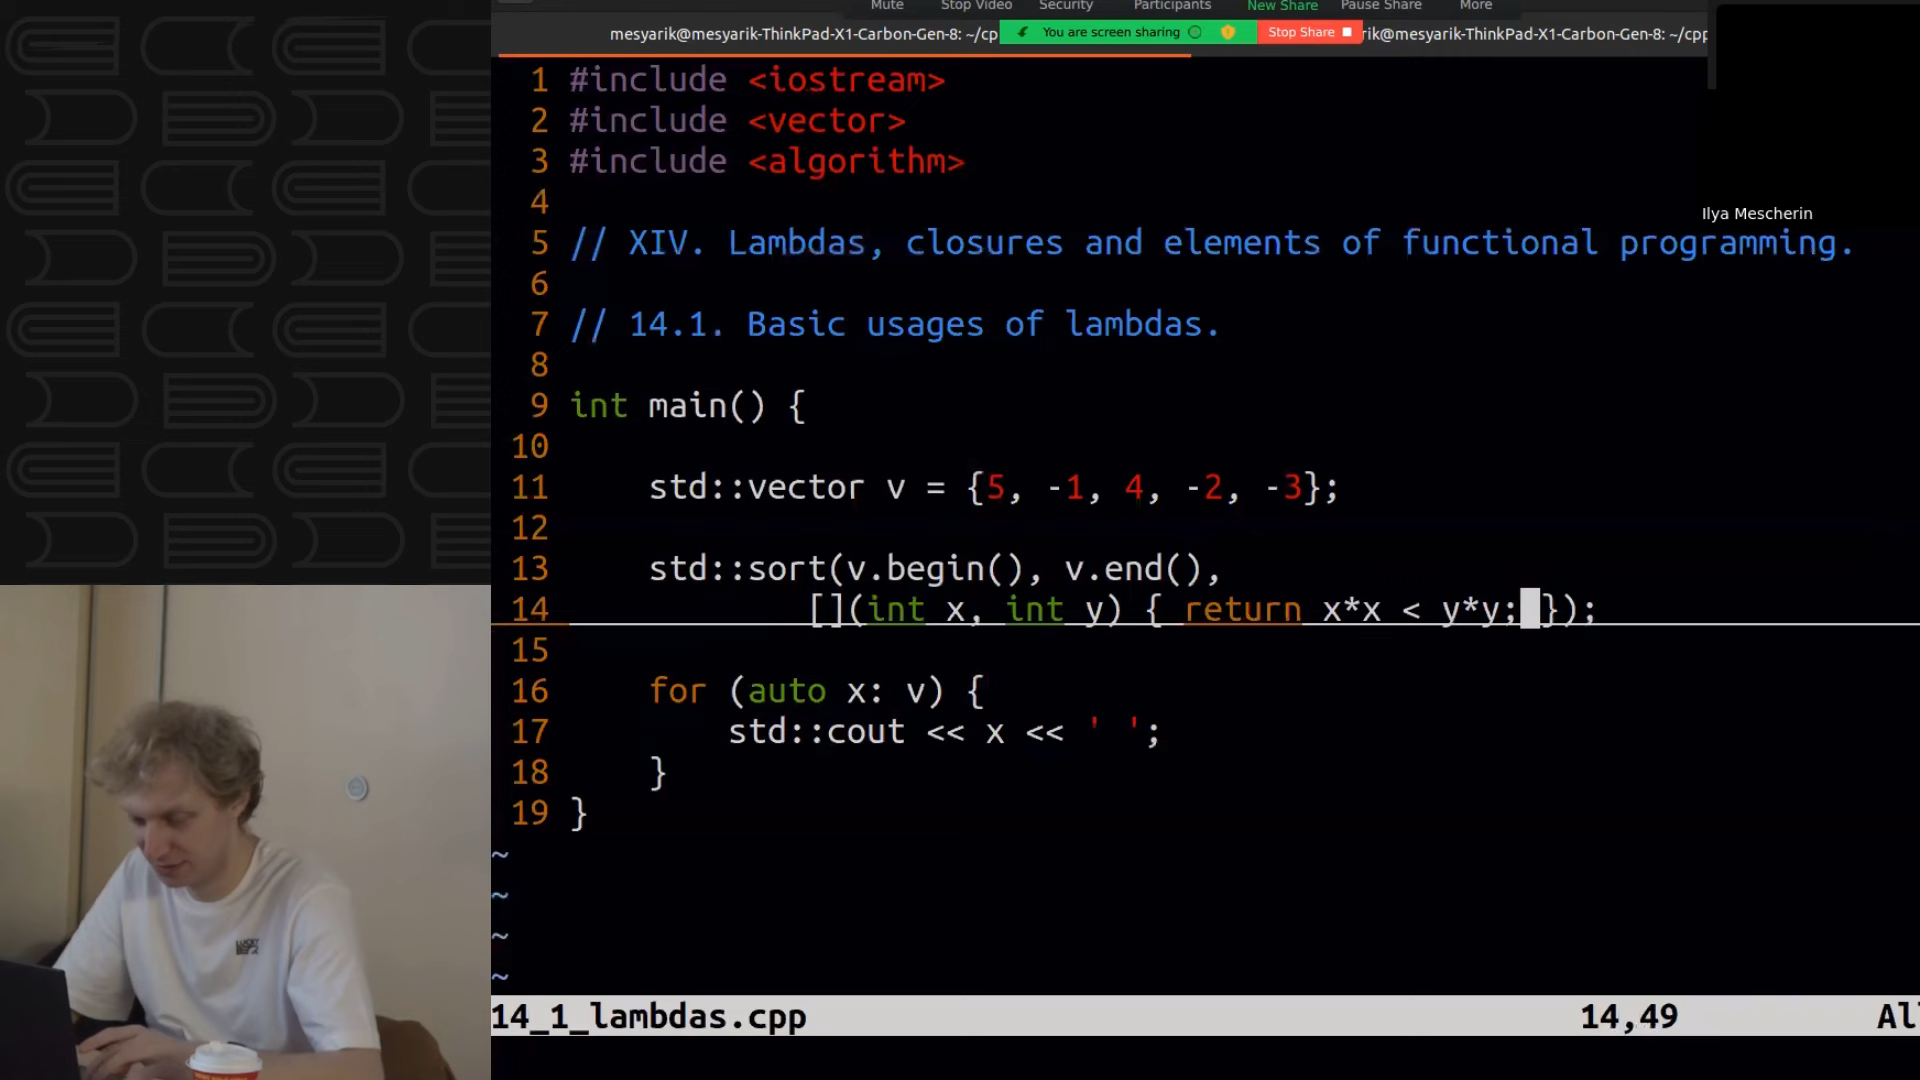 Mute Stop Video Security Participants New Share Pause Share More
mesyarik@mesyarik-ThinkPad-X1-Carbon-Gen-8: ~/cp You are screen sharing Stop Share rik@mesyarik-ThinkPad-X1-Carbon-Gen-8: ~/cpp
Ilya Mescherin
1 #include <iostream>
2 #include <vector>
3 #include <algorithm>
4
5 // XIV. Lambdas, closures and elements of functional programming.
6
7 // 14.1. Basic usages of lambdas.
8
9 int main() {
10
11     std::vector v = {5, -1, 4, -2, -3};
12
13     std::sort(v.begin(), v.end(),
14             [](int x, int y) { return x*x < y*y; });
15
16     for (auto x: v) {
17         std::cout << x << ' ';
18     }
19 }
~
~
~
~
14_1_lambdas.cpp 14,49 Al